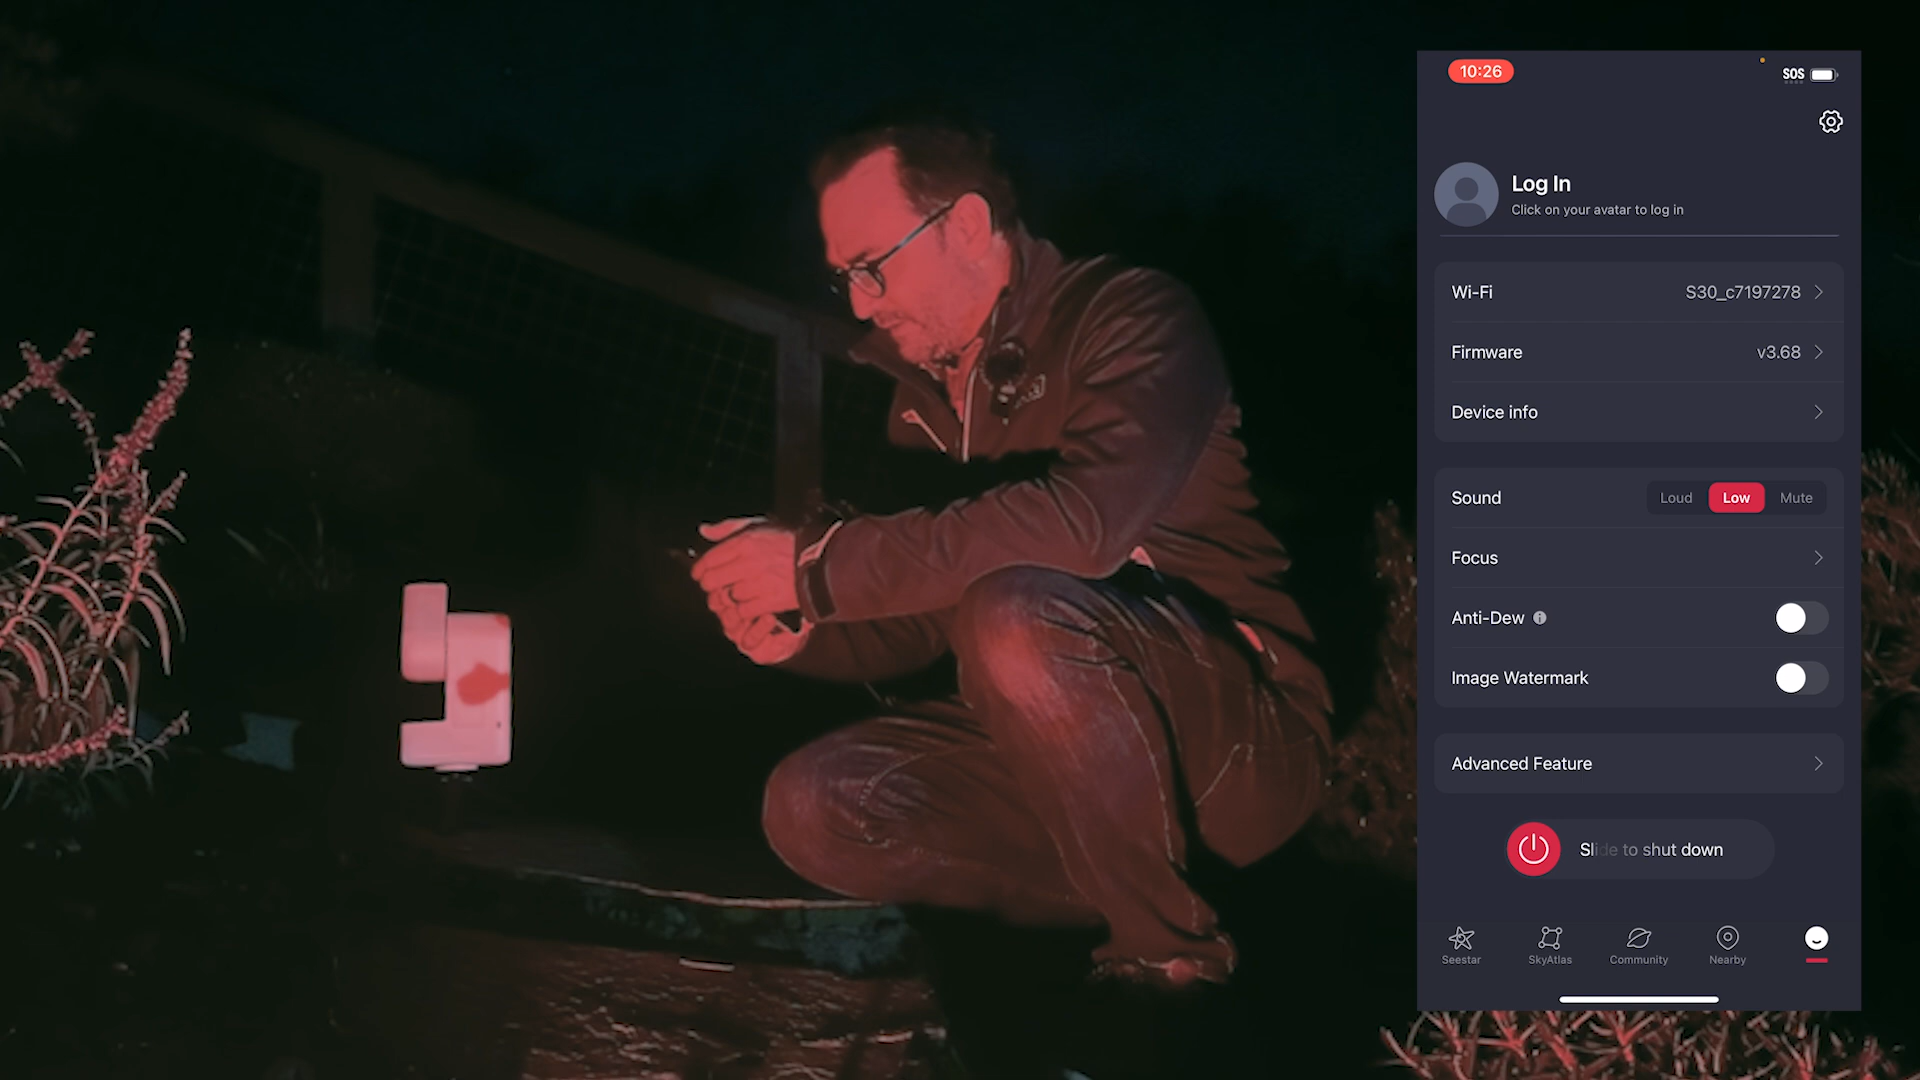 10:26
SOS
Log In
Click on your avatar to log in
Wi-Fi S30_c7197278
Firmware v3.68
Device info
Sound Loud Low Mute
Focus
Anti-Dew
Image Watermark
Advanced Feature
Slide to shut down
Seestar SkyAtlas Community Nearby